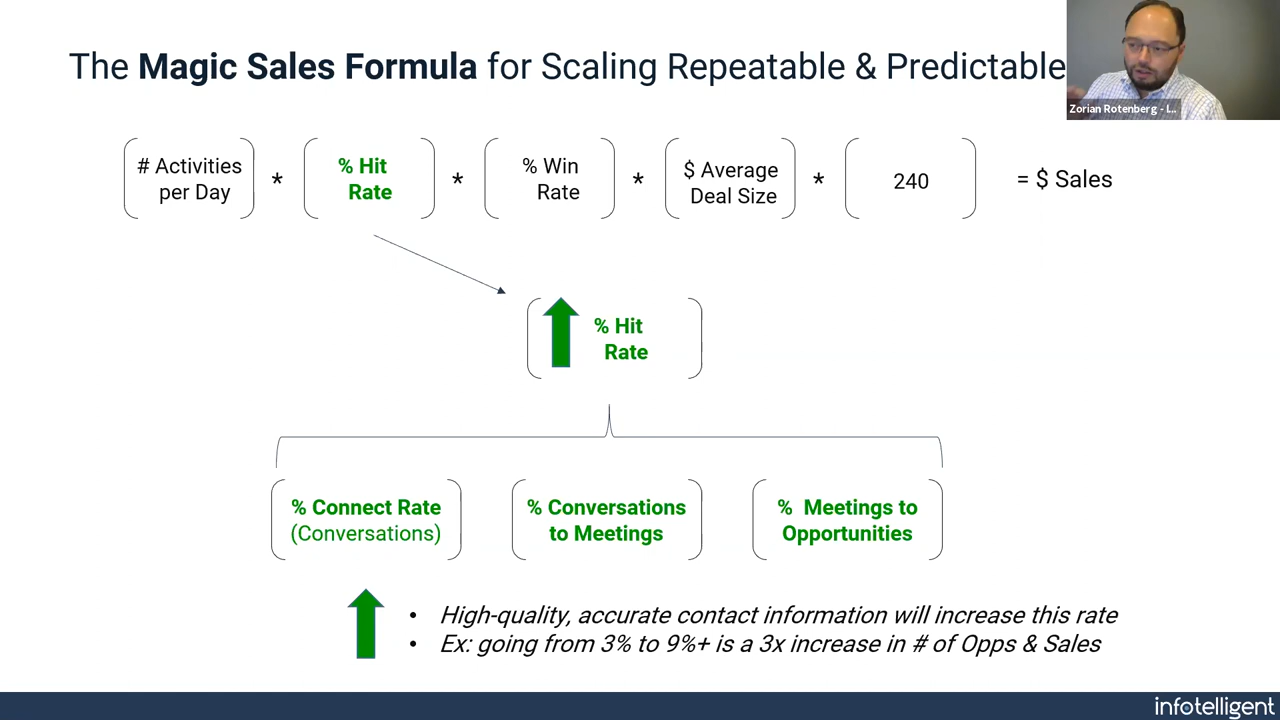 The Magic Sales Formula for Scaling Repeatable & Predictable
Zorian Rotenberg - L..
# Activities
per Day
*
% Hit
Rate
*
% Win
Rate
*
$ Average
Deal Size
*
240
= $ Sales
% Hit
Rate
% Connect Rate
(Conversations)
% Conversations
to Meetings
% Meetings to
Opportunities
• High-quality, accurate contact information will increase this rate
• Ex: going from 3% to 9%+ is a 3x increase in # of Opps & Sales
infotelligent